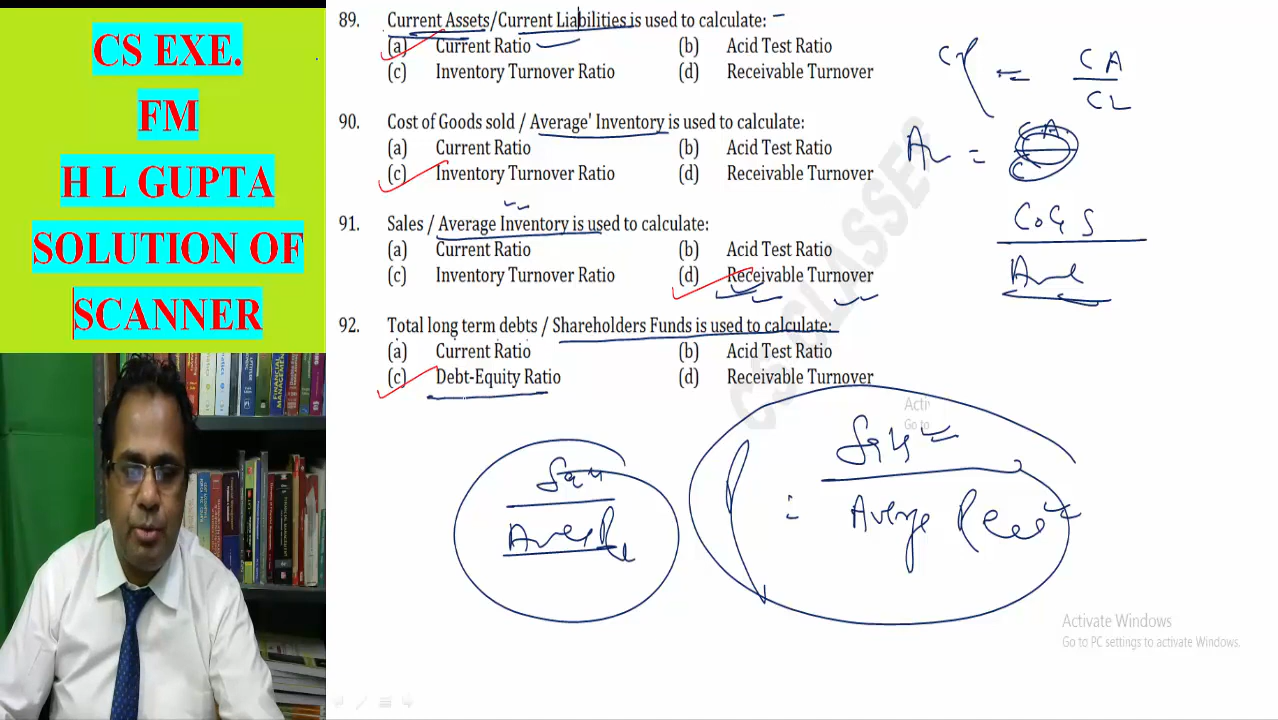 CS EXE.
FM
H L GUPTA
SOLUTION OF
SCANNER
89. Current Assets/Current Liabilities is used to calculate:
(a) Current Ratio (b) Acid Test Ratio
(c) Inventory Turnover Ratio (d) Receivable Turnover
90. Cost of Goods sold / Average' Inventory is used to calculate:
(a) Current Ratio (b) Acid Test Ratio
(c) Inventory Turnover Ratio (d) Receivable Turnover
91. Sales / Average Inventory is used to calculate:
(a) Current Ratio (b) Acid Test Ratio
(c) Inventory Turnover Ratio (d) Receivable Turnover
92. Total long term debts / Shareholders Funds is used to calculate:
(a) Current Ratio (b) Acid Test Ratio
(c) Debt-Equity Ratio (d) Receivable Turnover
= CA
CL
=
COGS
CS CLASSE
Acti
Go to
Activate Windows
Go to PC settings to activate Windows.